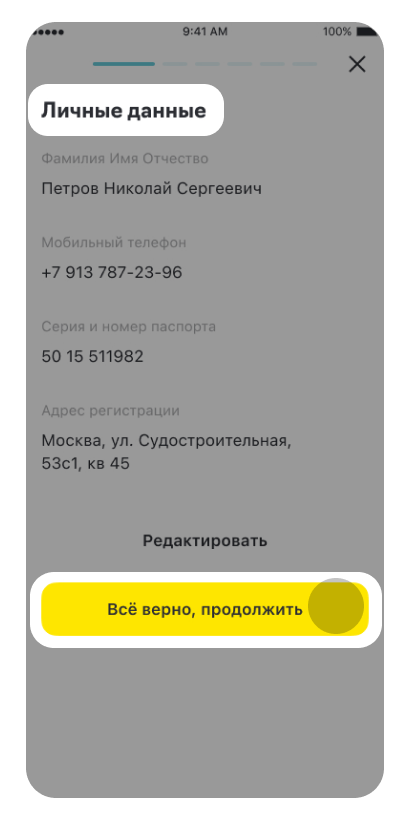 9:41 AM
100%
Личные данные
Фамилия Имя Отчество
Петров Николай Сергеевич
Мобильный телефон
+7 913 787-23-96
Серия и номер паспорта
50 15 511982
Адрес регистрации
Москва, ул. Судостроительная,
53с1, кв 45
Редактировать
Всё верно, продолжить